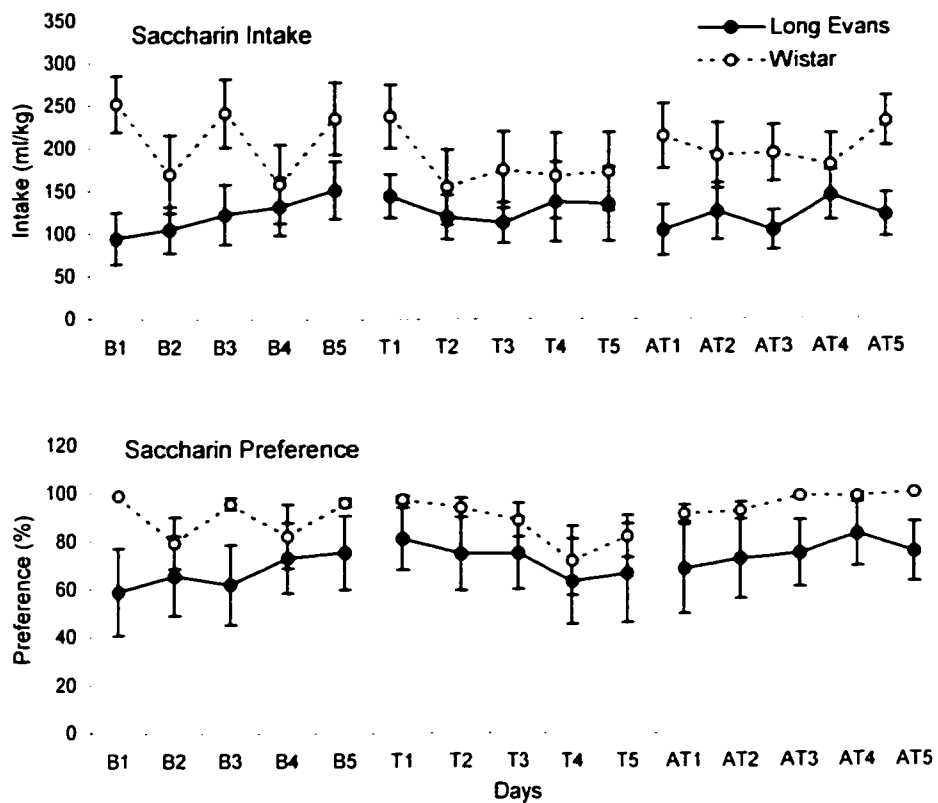 Saccharin Intake
Long Evans
Wistar
Intake (ml/kg)
350
300
250
200
150
100
50
0
B1 B2 B3 B4 B5 T1 T2 T3 T4 T5 AT1 AT2 AT3 AT4 AT5
Saccharin Preference
Preference (%)
120
100
80
60
40
20
0
B1 B2 B3 B4 B5 T1 T2 T3 T4 T5 AT1 AT2 AT3 AT4 AT5
Days